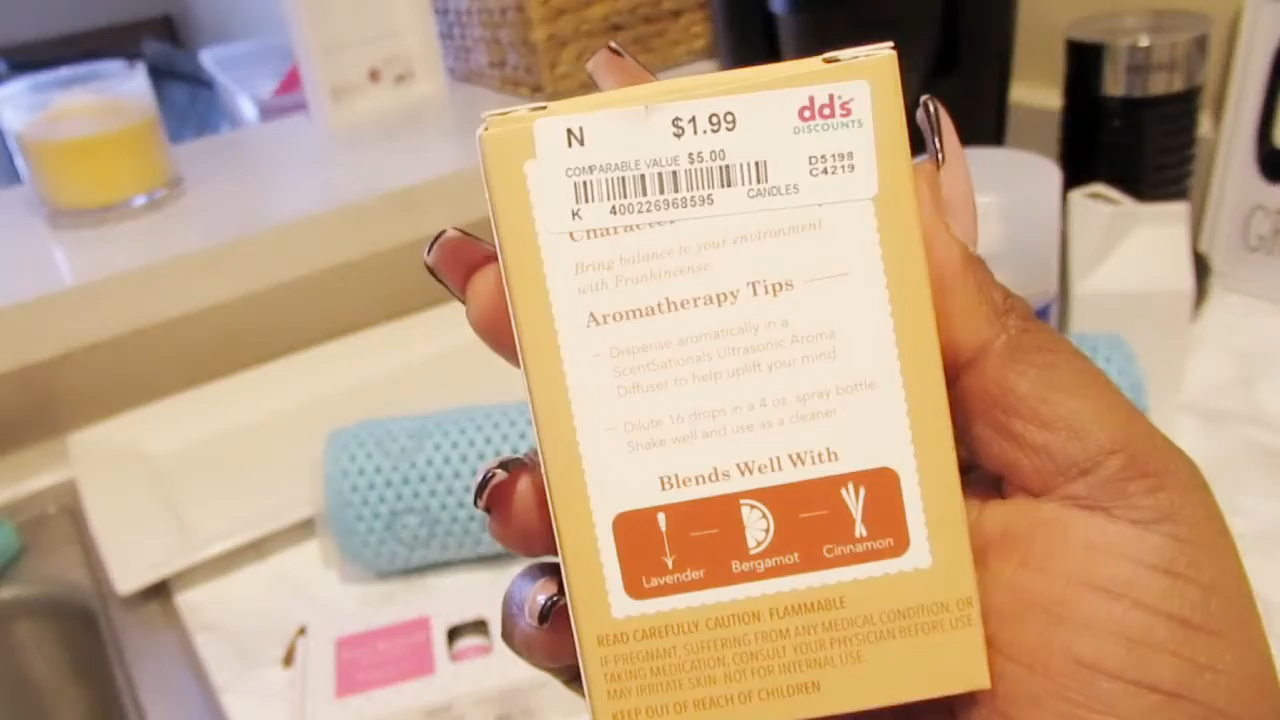 N $1.99 dd's
DISCOUNTS
COMPARABLE VALUE $5.00
D5198
C4219
K 400226968595 CANDLES
Bring balance to your environment
with Frankincense.
Aromatherapy Tips
– Dispense aromatically in a
ScentSationals Ultrasonic Aroma
Diffuser to help uplift your mind.
– Dilute 16 drops in a 4 oz. spray bottle.
Shake well and use as a cleaner.
Blends Well With
Lavender Bergamot Cinnamon
READ CAREFULLY. CAUTION: FLAMMABLE
IF PREGNANT, SUFFERING FROM ANY MEDICAL CONDITION, OR
TAKING MEDICATION, CONSULT YOUR PHYSICIAN BEFORE USE.
MAY IRRITATE SKIN. NOT FOR INTERNAL USE.
KEEP OUT OF REACH OF CHILDREN